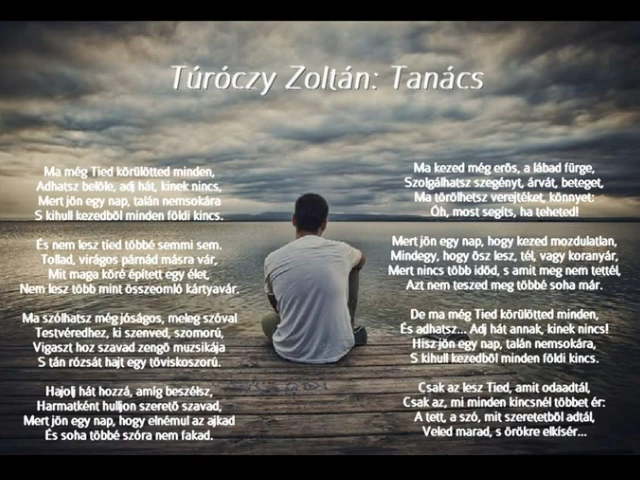 Túróczy Zoltán: Tanács
Ma még Tied körülötted minden,
Adhatsz belőle, adj hát, kinek nincs,
Mert jön egy nap, talán nemsokára
S kihull kezedből minden földi kincs.
És nem lesz tied többé semmi sem.
Tollad, virágos párnád másra vár,
Mit maga köré épített egy élet,
Nem lesz több mint összeomló kártyavár.
Ma szólhatsz még jóságos, meleg szóval
Testvéredhez, ki szenved, szomorú,
Vigaszt hoz szavad zengő muzsikája
S tán rózsát hajt egy töviskoszorú.
Hajolj hát hozzá, amíg beszélsz,
Harmatként hulljon szerető szavad,
Mert jön egy nap, hogy elnémul az ajkad
És soha többé szóra nem fakad.
Ma kezed még erős, a lábad fürge,
Szolgálhatsz szegényt, árvát, beteget,
Ma törölhetsz verejtéket, könnyet:
Óh, most segíts, ha teheted!
Mert jön egy nap, hogy kezed mozdulatlan,
Mindegy, hogy ősz lesz, tél, vagy koranyár,
Mert nincs több időd, s amit meg nem tettél,
Azt nem teszed meg többé soha már.
De ma még Tied körülötted minden,
És adhatsz... Adj hát annak, kinek nincs!
Hisz jön egy nap, talán nemsokára,
S kihull kezedből minden földi kincs.
Csak az lesz Tied, amit odaadtál,
Csak az, mi minden kincsnél többet ér:
A tett, a szó, mit szeretetből adtál,
Veled marad, s örökre elkísér...